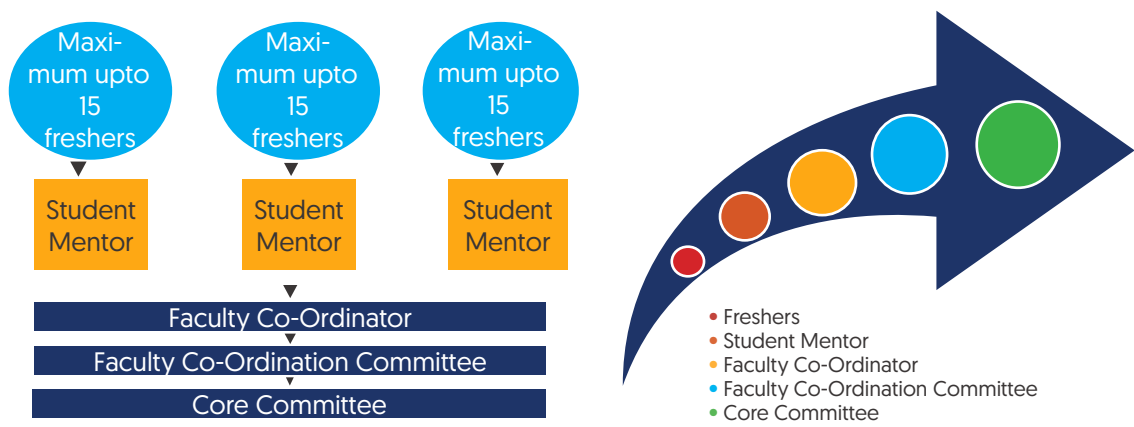 Maxi-
mum upto
15
freshers
Maxi-
mum upto
15
freshers
Maxi-
mum upto
15
freshers
Student
Mentor
Student
Mentor
Student
Mentor
Faculty Co-Ordinator
Faculty Co-Ordination Committee
Core Committee
Freshers
Student Mentor
Faculty Co-Ordinator
Faculty Co-Ordination Committee
Core Committee